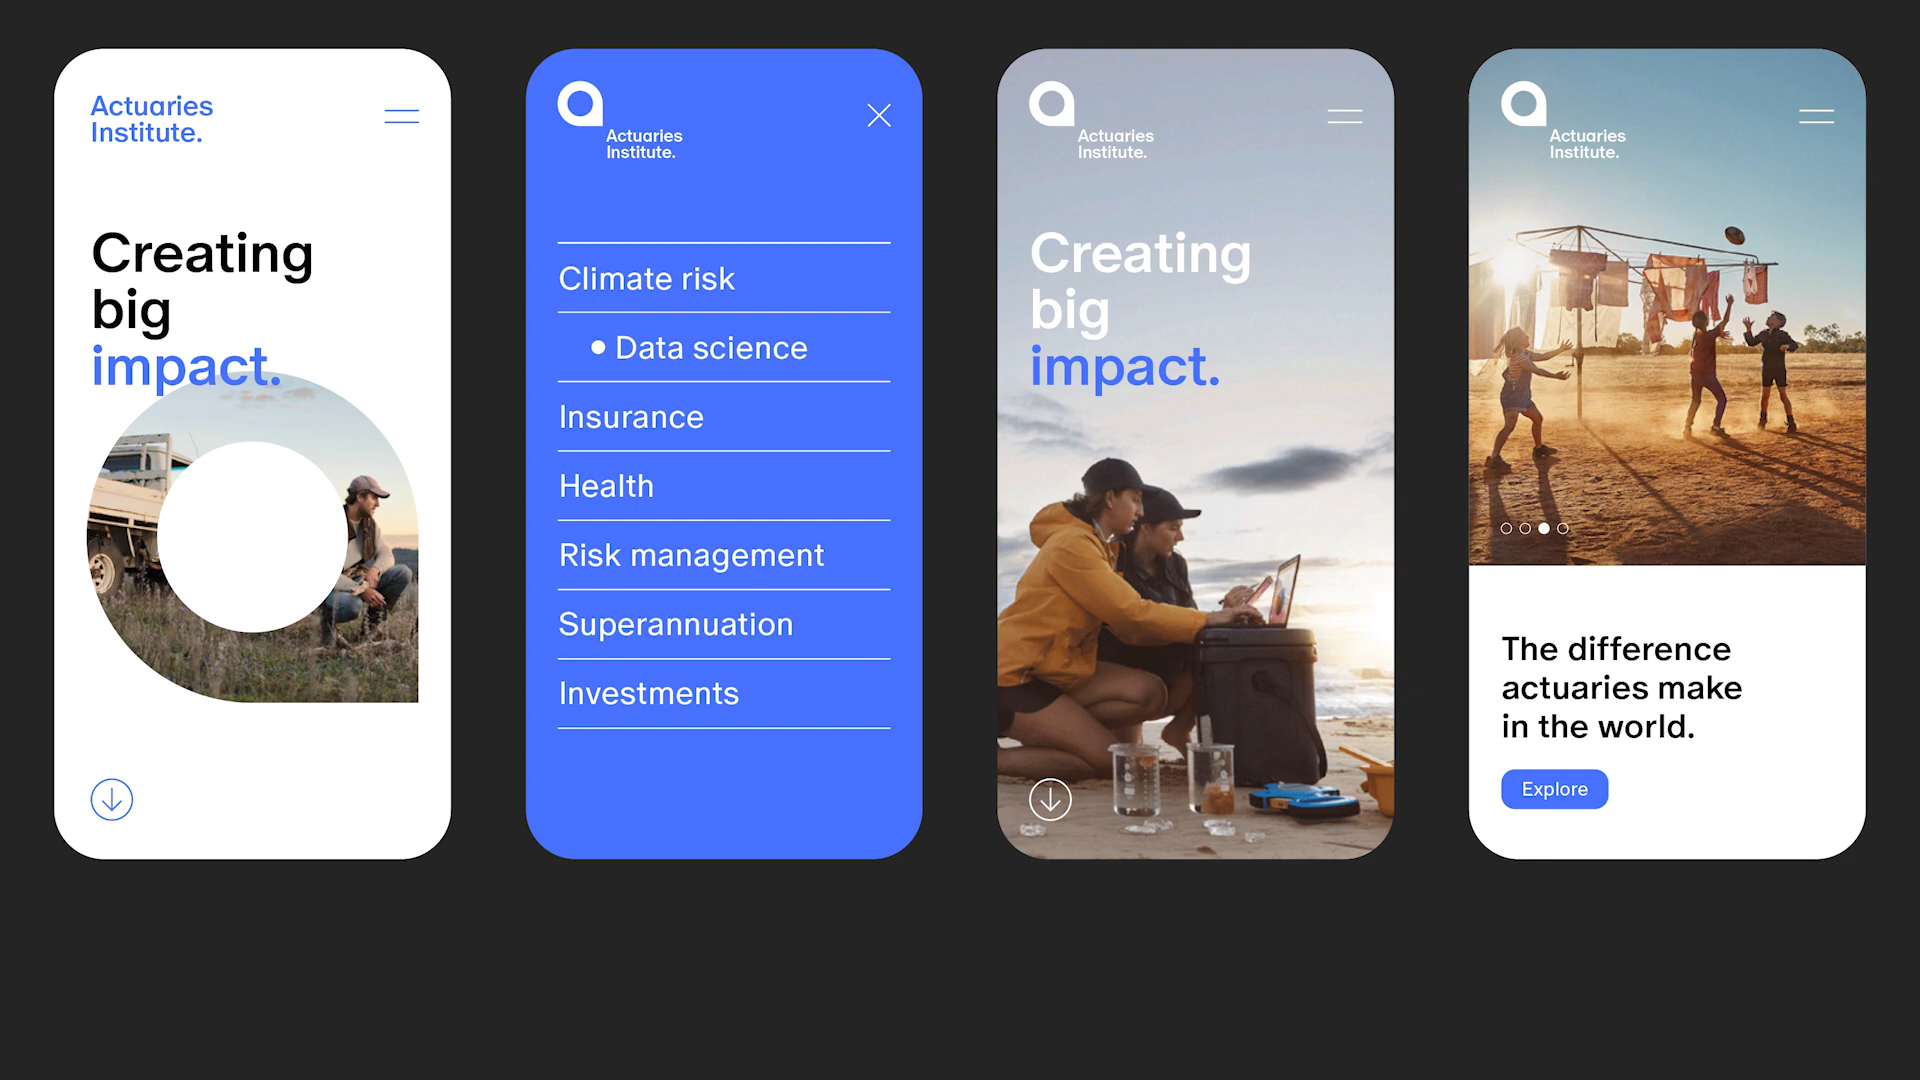 Actuaries
Institute.
Creating
big
impact.
Actuaries
Institute.
Climate risk
Data science
Insurance
Health
Risk management
Superannuation
Investments
Actuaries
Institute.
Creating
big
impact.
Actuaries
Institute.
The difference
actuaries make
in the world.
Explore